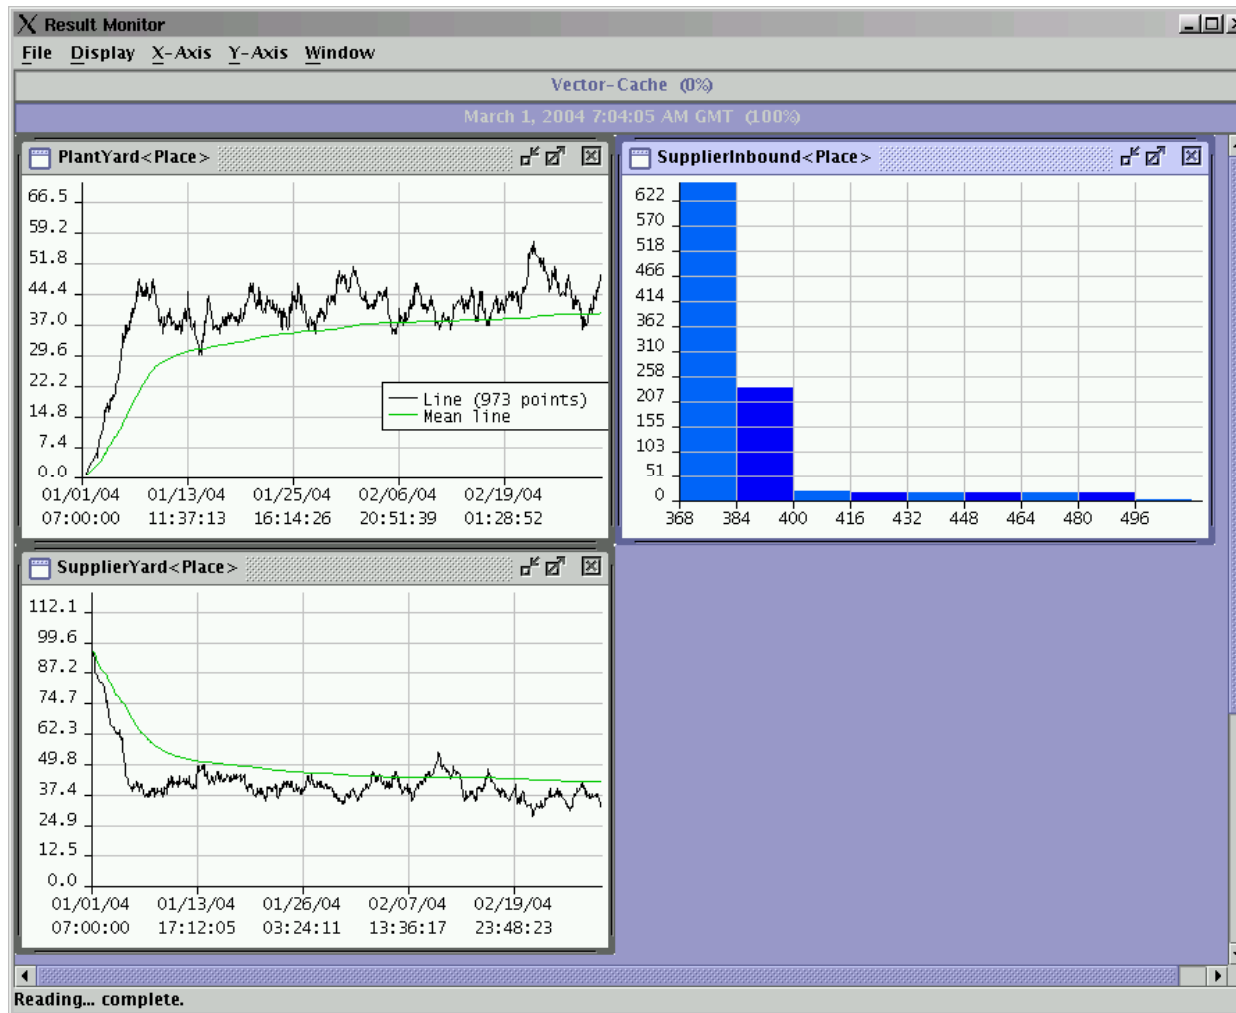 X Result Monitor
File Display X-Axis Y-Axis Window
Vector-Cache (0%)
March 1, 2004 7:04:05 AM GMT (100%)
PlantYard<Place>
66.5
59.2
51.8
44.4
37.0
29.6
22.2
14.8
7.4
0.0
Line (973 points)
Mean line
01/01/04 01/13/04 01/25/04 02/06/04 02/19/04
07:00:00 11:37:13 16:14:26 20:51:39 01:28:52
SupplierInbound<Place>
622
570
518
466
414
362
310
258
207
155
103
51
0
368 384 400 416 432 448 464 480 496
SupplierYard<Place>
112.1
99.6
87.2
74.7
62.3
49.8
37.4
24.9
12.5
0.0
01/01/04 01/13/04 01/26/04 02/07/04 02/19/04
07:00:00 17:12:05 03:24:11 13:36:17 23:48:23
Reading... complete.